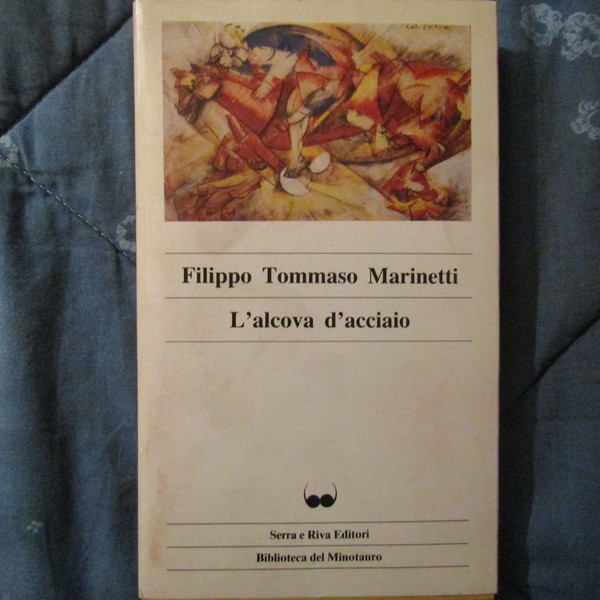 Filippo Tommaso Marinetti
L'alcova d'acciaio
Serra e Riva Editori
Biblioteca del Minotauro